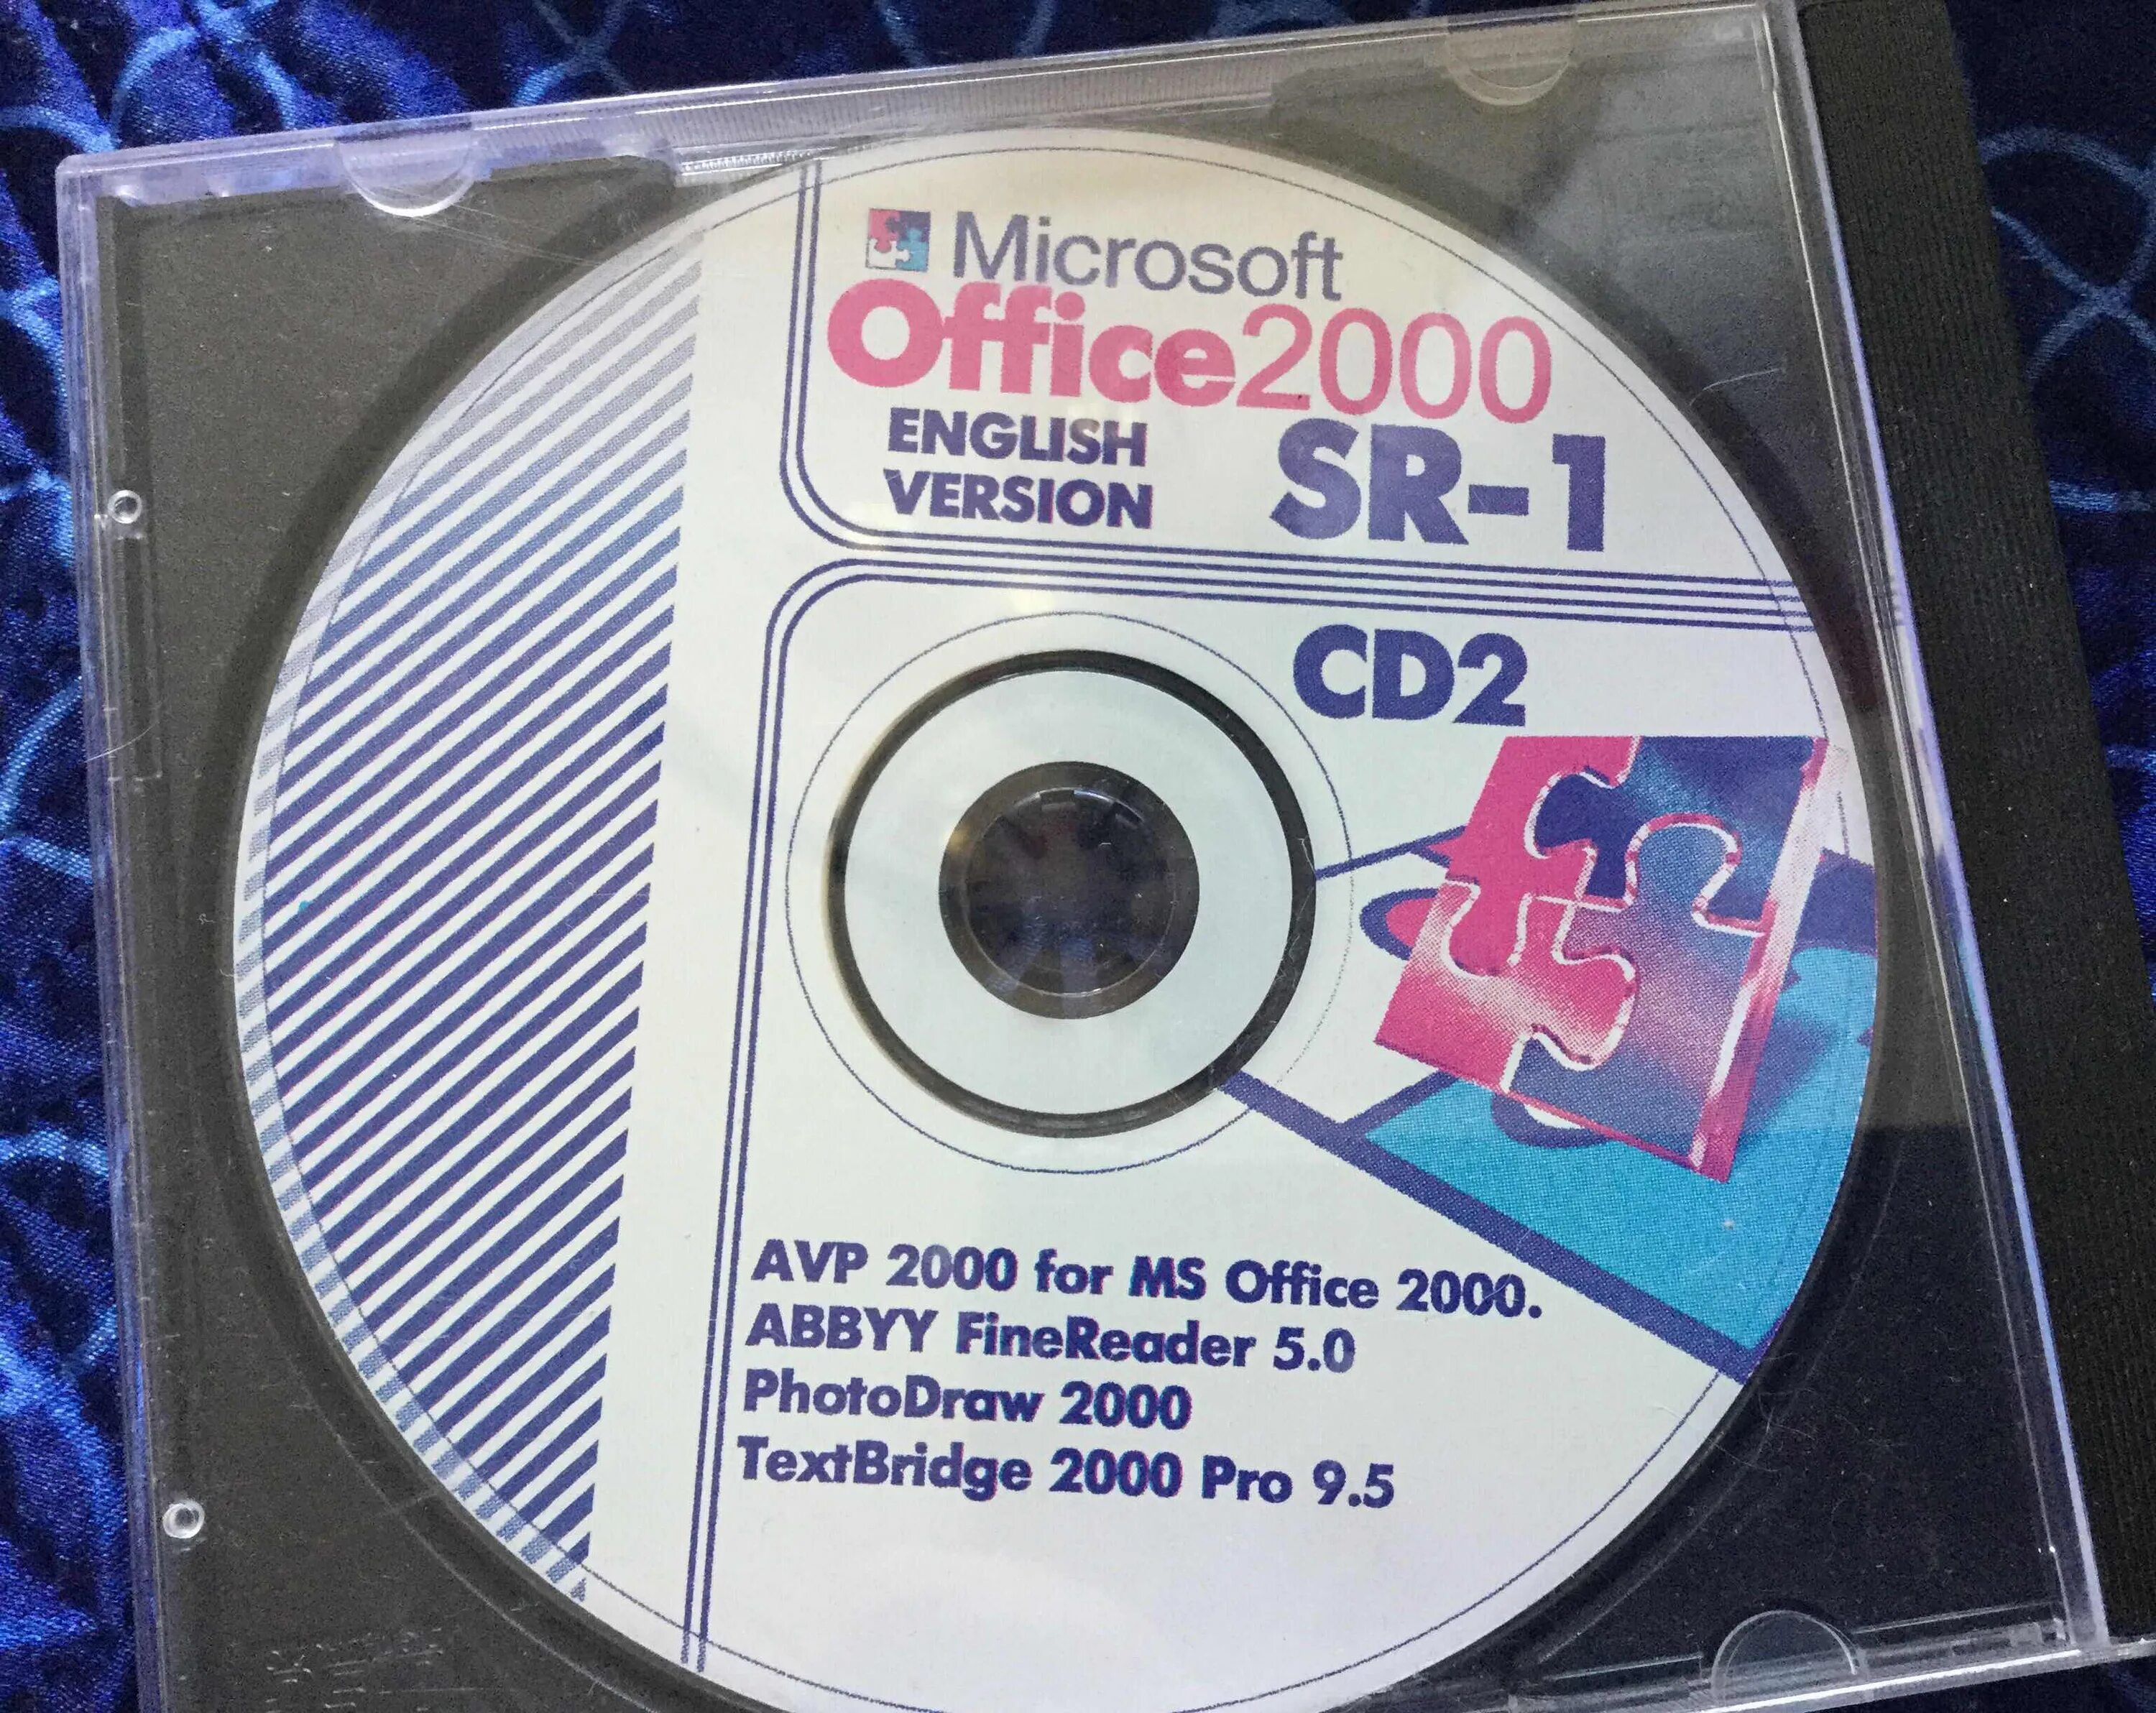 Microsoft
Office2000
ENGLISH
VERSION
SR-1
CD2
AVP 2000 for MS Office 2000.
ABBYY FineReader 5.0
PhotoDraw 2000
TextBridge 2000 Pro 9.5